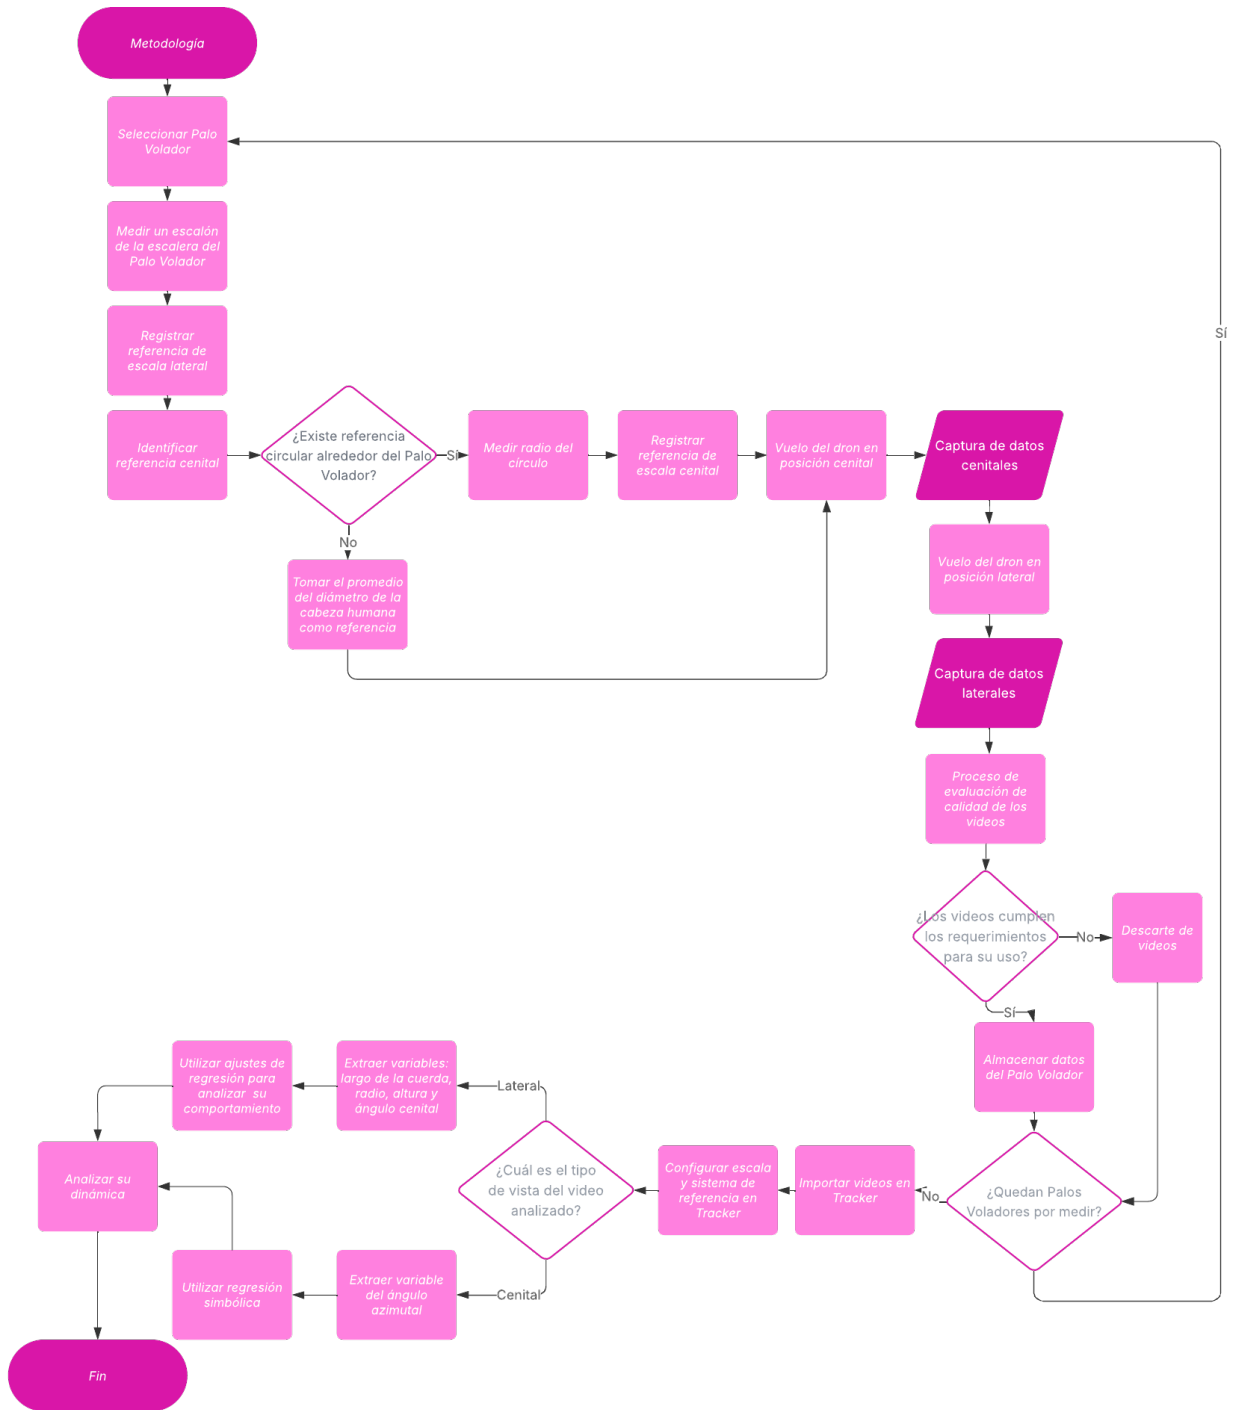 Metodología
Seleccionar Palo
Volador
Medir un escalón
de la escalera del
Palo Volador
Registrar
referencia de
escala lateral
Identificar
referencia cenital
¿Existe referencia
circular alrededor del Palo
Volador?
Sí
Medir radio del
círculo
Registrar
referencia de
escala cenital
Vuelo del dron en
posición cenital
Captura de datos
cenitales
No
Tomar el promedio
del diámetro de la
cabeza humana
como referencia
Vuelo del dron en
posición lateral
Captura de datos
laterales
Proceso de
evaluación de
calidad de los
videos
¿Los videos cumplen
los requerimientos
para su uso?
No
Descarte de
videos
Sí
Almacenar datos
del Palo Volador
¿Quedan Palos
Voladores por medir?
Sí
No
Importar videos en
Tracker
Configurar escala
y sistema de
referencia en
Tracker
¿Cuál es el tipo
de vista del video
analizado?
Lateral
Extraer variables:
largo de la cuerda,
radio, altura y
ángulo cenital
Utilizar ajustes de
regresión para
analizar su
comportamiento
Cenital
Extraer variable
del ángulo
azimutal
Utilizar regresión
simbólica
Analizar su
dinámica
Fin